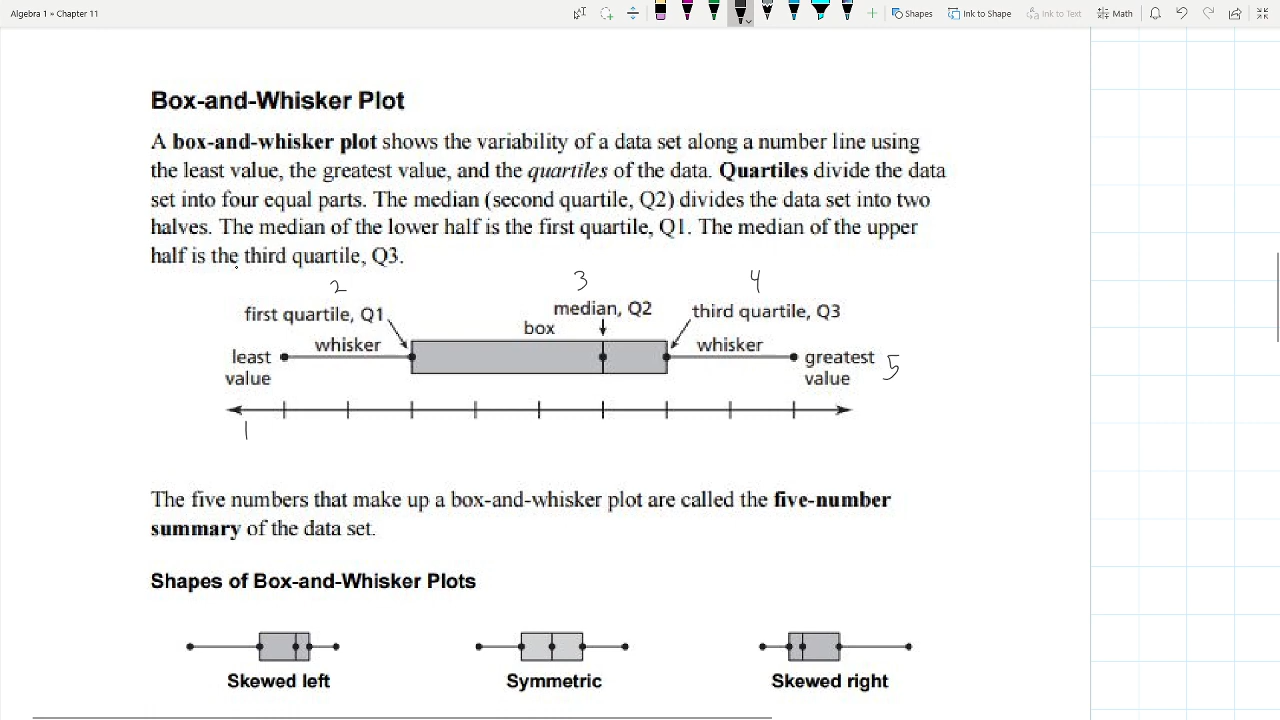 Algebra 1 » Chapter 11
Shapes Ink to Shape Ink to Text Math
Box-and-Whisker Plot
A box-and-whisker plot shows the variability of a data set along a number line using
the least value, the greatest value, and the quartiles of the data. Quartiles divide the data
set into four equal parts. The median (second quartile, Q2) divides the data set into two
halves. The median of the lower half is the first quartile, Q1. The median of the upper
half is the third quartile, Q3.
2 3 4
first quartile, Q1 median, Q2 third quartile, Q3
box
whisker whisker
least greatest 5
value value
1
The five numbers that make up a box-and-whisker plot are called the five-number
summary of the data set.
Shapes of Box-and-Whisker Plots
Skewed left Symmetric Skewed right